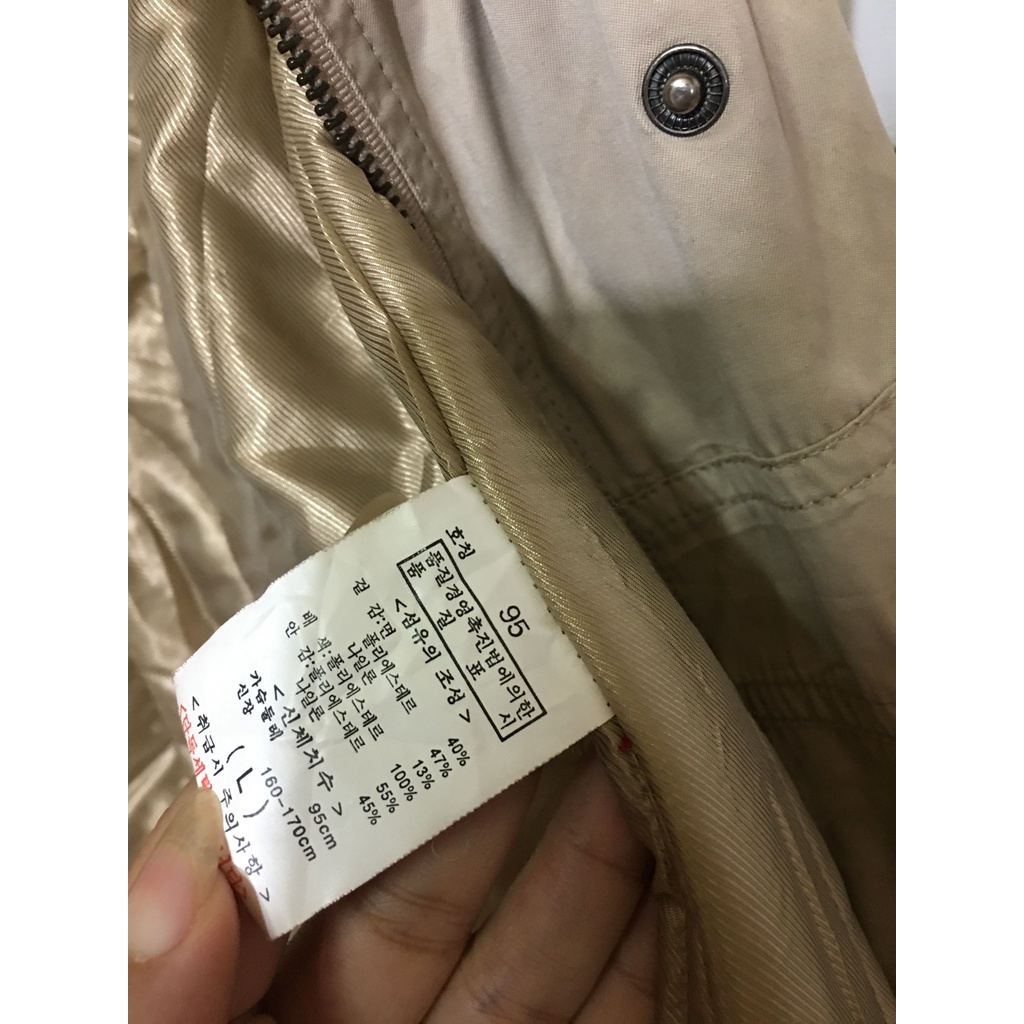 호칭 95
품질경영촉진법에의한
품 질 표 시
<섬유의 조성>
겉 감:면 40%
폴리에스테르 47%
나일론 13%
배 색:폴리에스테르 100%
안 감:폴리에스테르 55%
나일론 45%
<신체치수>
가슴둘레 95cm
신장 160-170cm
(L)
<취급시 주의사항>